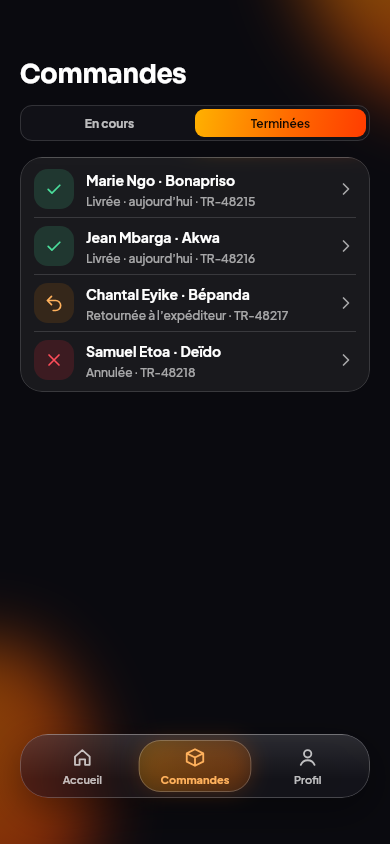 Commandes
En cours
Terminées
Marie Ngo · Bonapriso
Livrée · aujourd'hui · TR-48215
Jean Mbarga · Akwa
Livrée · aujourd'hui · TR-48216
Chantal Eyike · Bépanda
Retournée à l'expéditeur · TR-48217
Samuel Etoa · Deïdo
Annulée · TR-48218
Accueil
Commandes
Profil